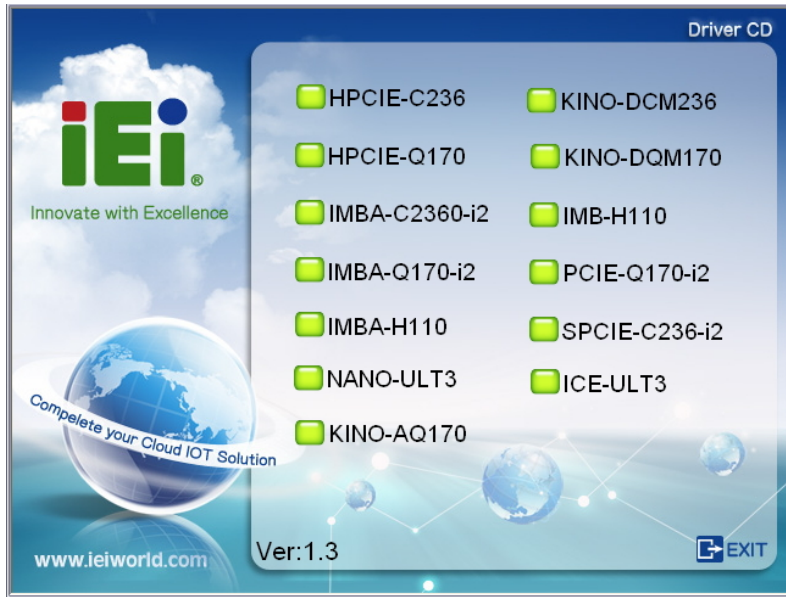 Driver CD
iEi®
Innovate with Excellence
HPCIE-C236
HPCIE-Q170
IMBA-C2360-i2
IMBA-Q170-i2
IMBA-H110
NANO-ULT3
KINO-AQ170
KINO-DCM236
KINO-DQM170
IMB-H110
PCIE-Q170-i2
SPCIE-C236-i2
ICE-ULT3
Compelete your Cloud IOT Solution
www.ieiworld.com
Ver:1.3
EXIT